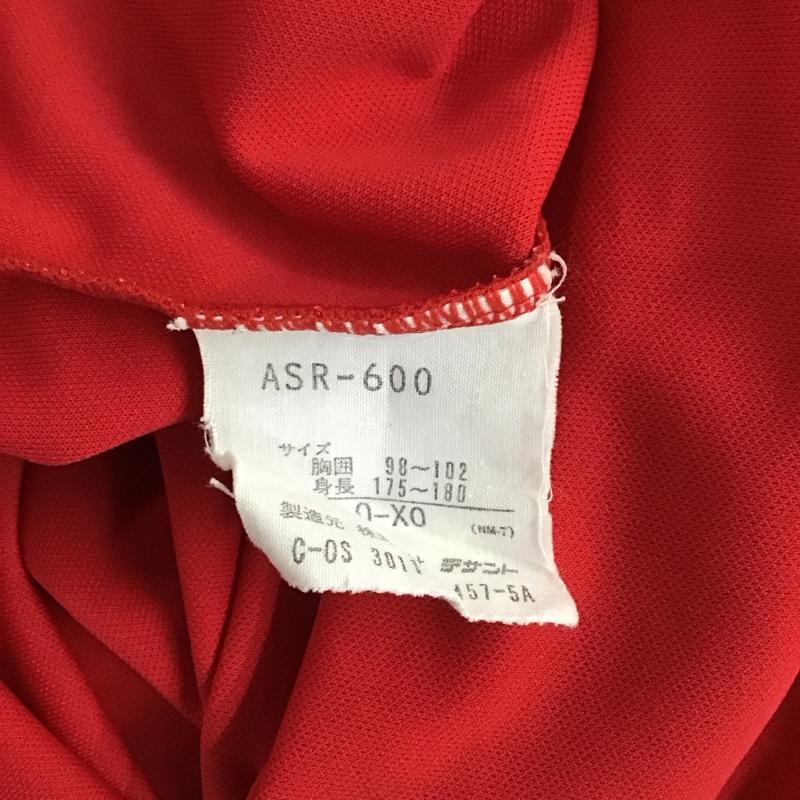 ASR-600
サイズ
胸囲 98~102
身長 175~180
O-XO (NM-T)
製造元 デサント
C-OS 301
457-5A